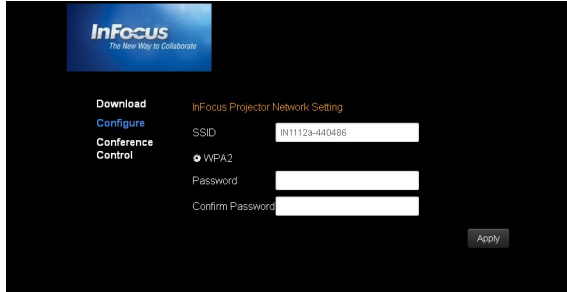 InFocus
The New Way to Collaborate
Download
Configure
Conference
Control
InFocus Projector Network Setting
SSID
IN1112a-440486
WPA2
Password
Confirm Password
Apply